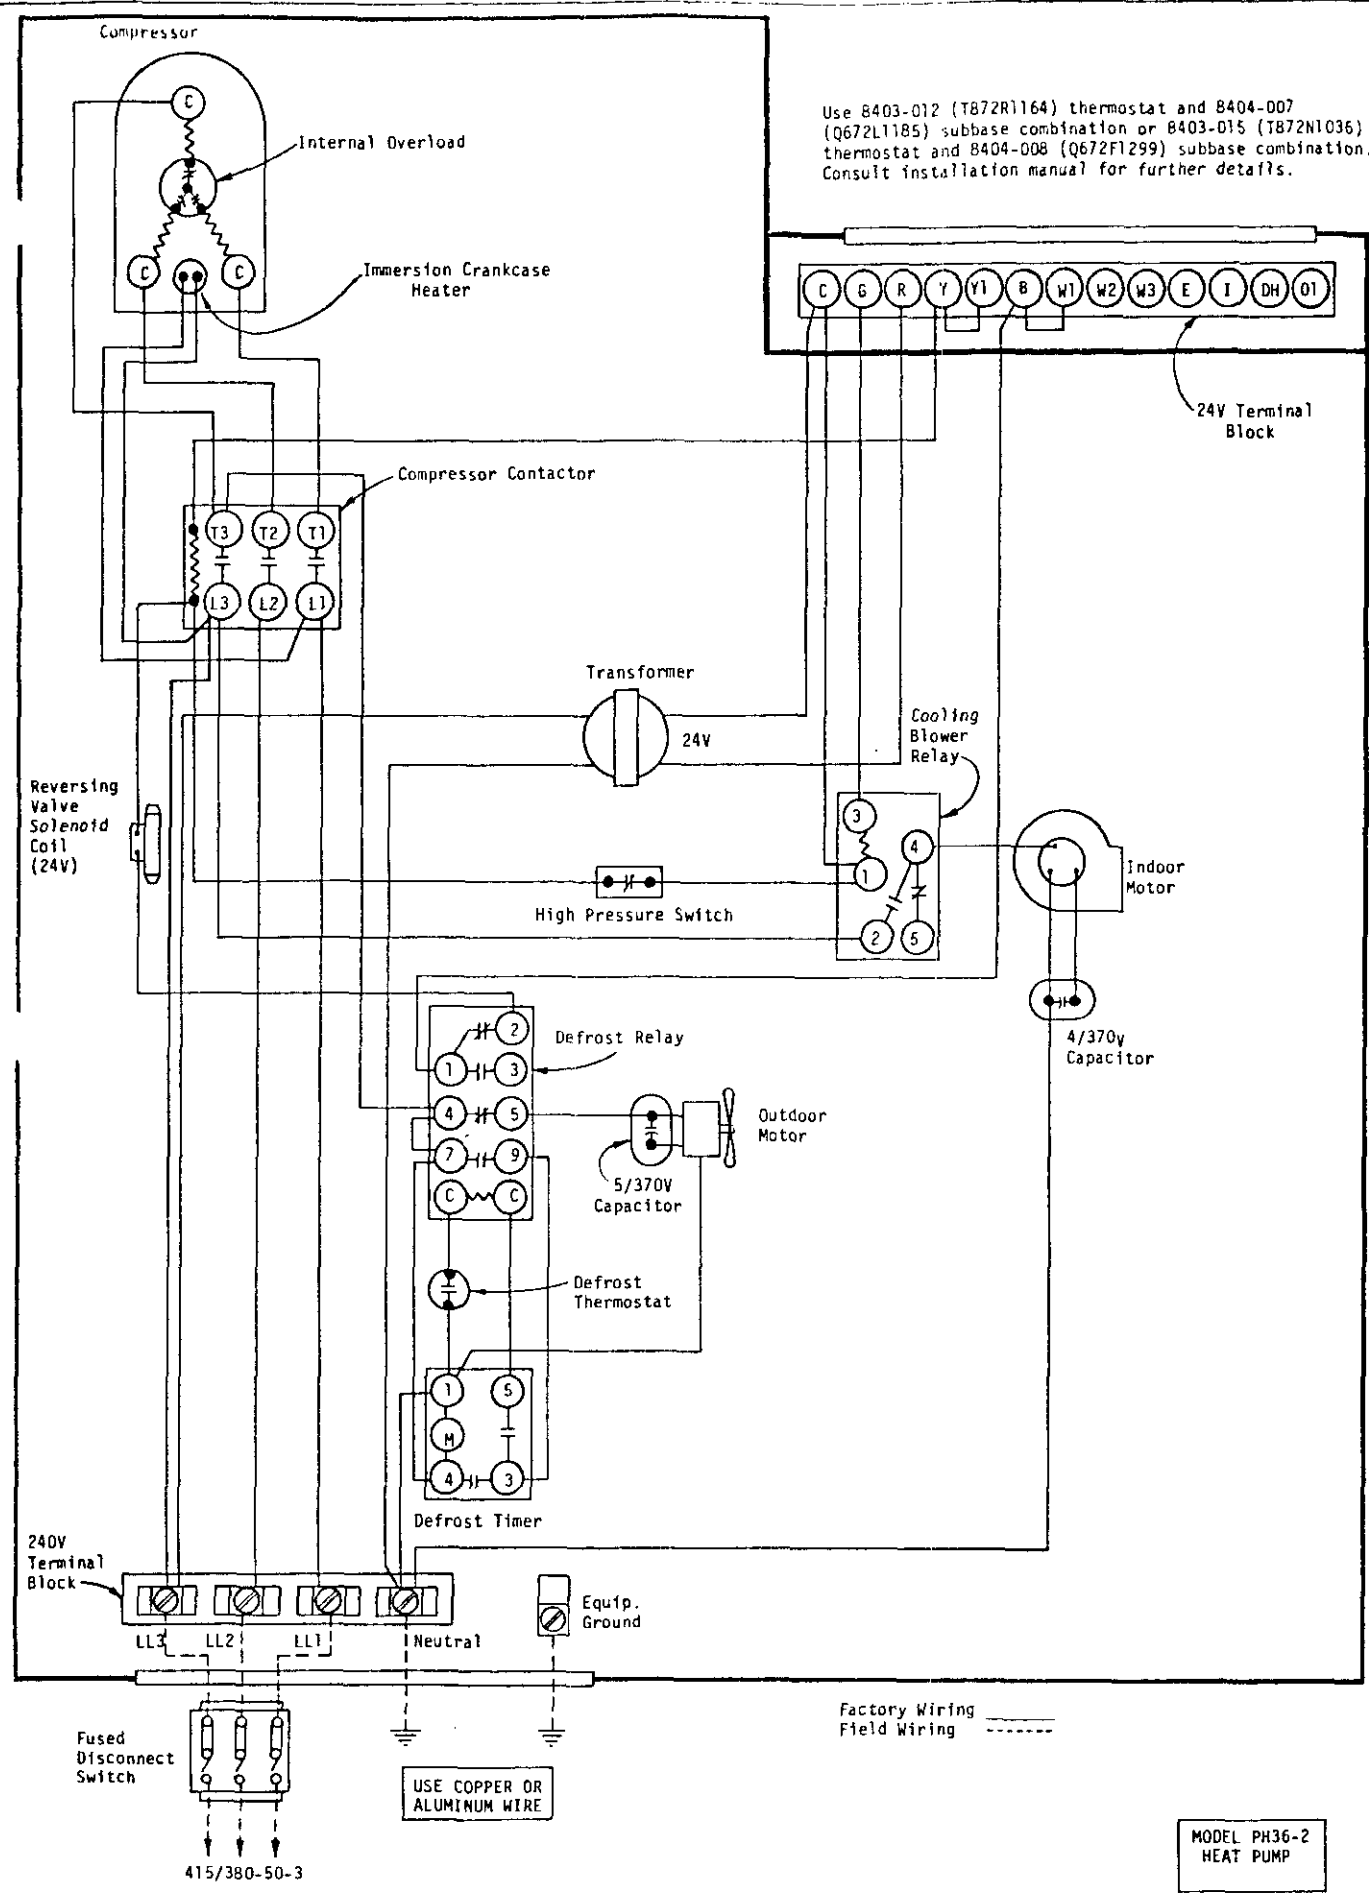 Compressor
C
Internal Overload
C
C
Immersion Crankcase
Heater
Use 8403-012 (T872R1164) thermostat and 8404-007
(Q672L1185) subbase combination or 8403-015 (T872N1036)
thermostat and 8404-008 (Q672F1299) subbase combination.
Consult installation manual for further details.
C G R Y Y1 B W1 W2 W3 E I DH O1
24V Terminal
Block
Compressor Contactor
T3 T2 T1
L3 L2 L1
Transformer
24V
Cooling
Blower
Relay
Reversing
Valve
Solenoid
Coil
(24V)
3
4
1
2 5
Indoor
Motor
High Pressure Switch
4/370v
Capacitor
2
Defrost Relay
1 3
4 5
7 9
C C
Outdoor
Motor
5/370V
Capacitor
Defrost
Thermostat
1 5
M
4 3
Defrost Timer
240V
Terminal
Block
LL3 LL2 LL1 Neutral
Equip.
Ground
Factory Wiring
Field Wiring
Fused
Disconnect
Switch
USE COPPER OR
ALUMINUM WIRE
415/380-50-3
MODEL PH36-2
HEAT PUMP